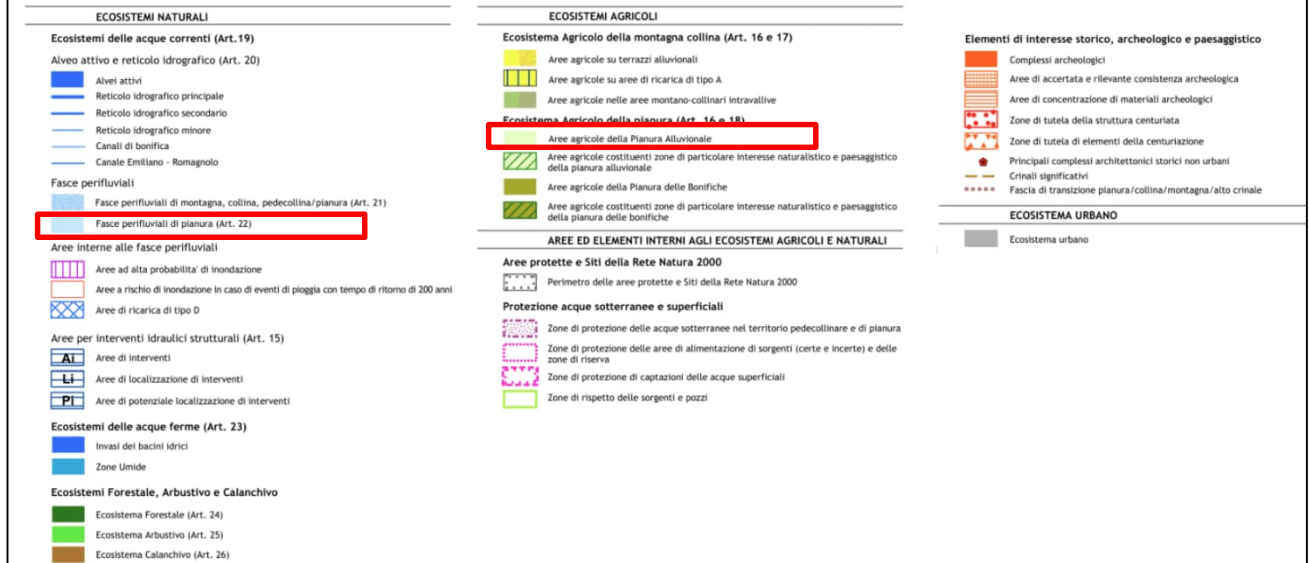 ECOSISTEMI NATURALI
Ecosistemi delle acque correnti (Art.19)
Alveo attivo e reticolo idrografico (Art. 20)
Alvei attivi
Reticolo idrografico principale
Reticolo idrografico secondario
Reticolo idrografico minore
Canali di bonifica
Canale Emiliano - Romagnolo
Fasce perifluviali
Fasce perifluviali di montagna, collina, pedecollina/pianura (Art. 21)
Fasce perifluviali di pianura (Art. 22)
Aree interne alle fasce perifluviali
Aree ad alta probabilita' di inondazione
Aree a rischio di inondazione in caso di eventi di pioggia con tempo di ritorno di 200 anni
Aree di ricarica di tipo D
Aree per interventi idraulici strutturali (Art. 15)
Ai Aree di interventi
Li Aree di localizzazione di interventi
Pi Aree di potenziale localizzazione di interventi
Ecosistemi delle acque ferme (Art. 23)
Invasi dei bacini idrici
Zone Umide
Ecosistemi Forestale, Arbustivo e Calanchivo
Ecosistema Forestale (Art. 24)
Ecosistema Arbustivo (Art. 25)
Ecosistema Calanchivo (Art. 26)
ECOSISTEMI AGRICOLI
Ecosistema Agricolo della montagna collina (Art. 16 e 17)
Aree agricole su terrazzi alluvionali
Aree agricole su aree di ricarica di tipo A
Aree agricole nelle aree montano-collinari intravallive
Ecosistema Agricolo della pianura (Art. 16 e 18)
Aree agricole della Pianura Alluvionale
Aree agricole costituenti zone di particolare interesse naturalistico e paesaggistico
della pianura alluvionale
Aree agricole della Pianura delle Bonifiche
Aree agricole costituenti zone di particolare interesse naturalistico e paesaggistico
della pianura delle bonifiche
AREE ED ELEMENTI INTERNI AGLI ECOSISTEMI AGRICOLI E NATURALI
Aree protette e Siti della Rete Natura 2000
Perimetro delle aree protette e Siti della Rete Natura 2000
Protezione acque sotterranee e superficiali
Zone di protezione delle acque sotterranee nel territorio pedecollinare e di pianura
Zone di protezione delle aree di alimentazione di sorgenti (certe e incerte) e delle
zone di riserva
Zone di protezione di captazioni delle acque superficiali
Zone di rispetto delle sorgenti e pozzi
Elementi di interesse storico, archeologico e paesaggistico
Complessi archeologici
Aree di accertata e rilevante consistenza archeologica
Aree di concentrazione di materiali archeologici
Zone di tutela della struttura centuriata
Zone di tutela di elementi della centuriazione
Principali complessi architettonici storici non urbani
Crinali significativi
Fascia di transizione pianura/collina/montagna/alto crinale
ECOSISTEMA URBANO
Ecosistema urbano